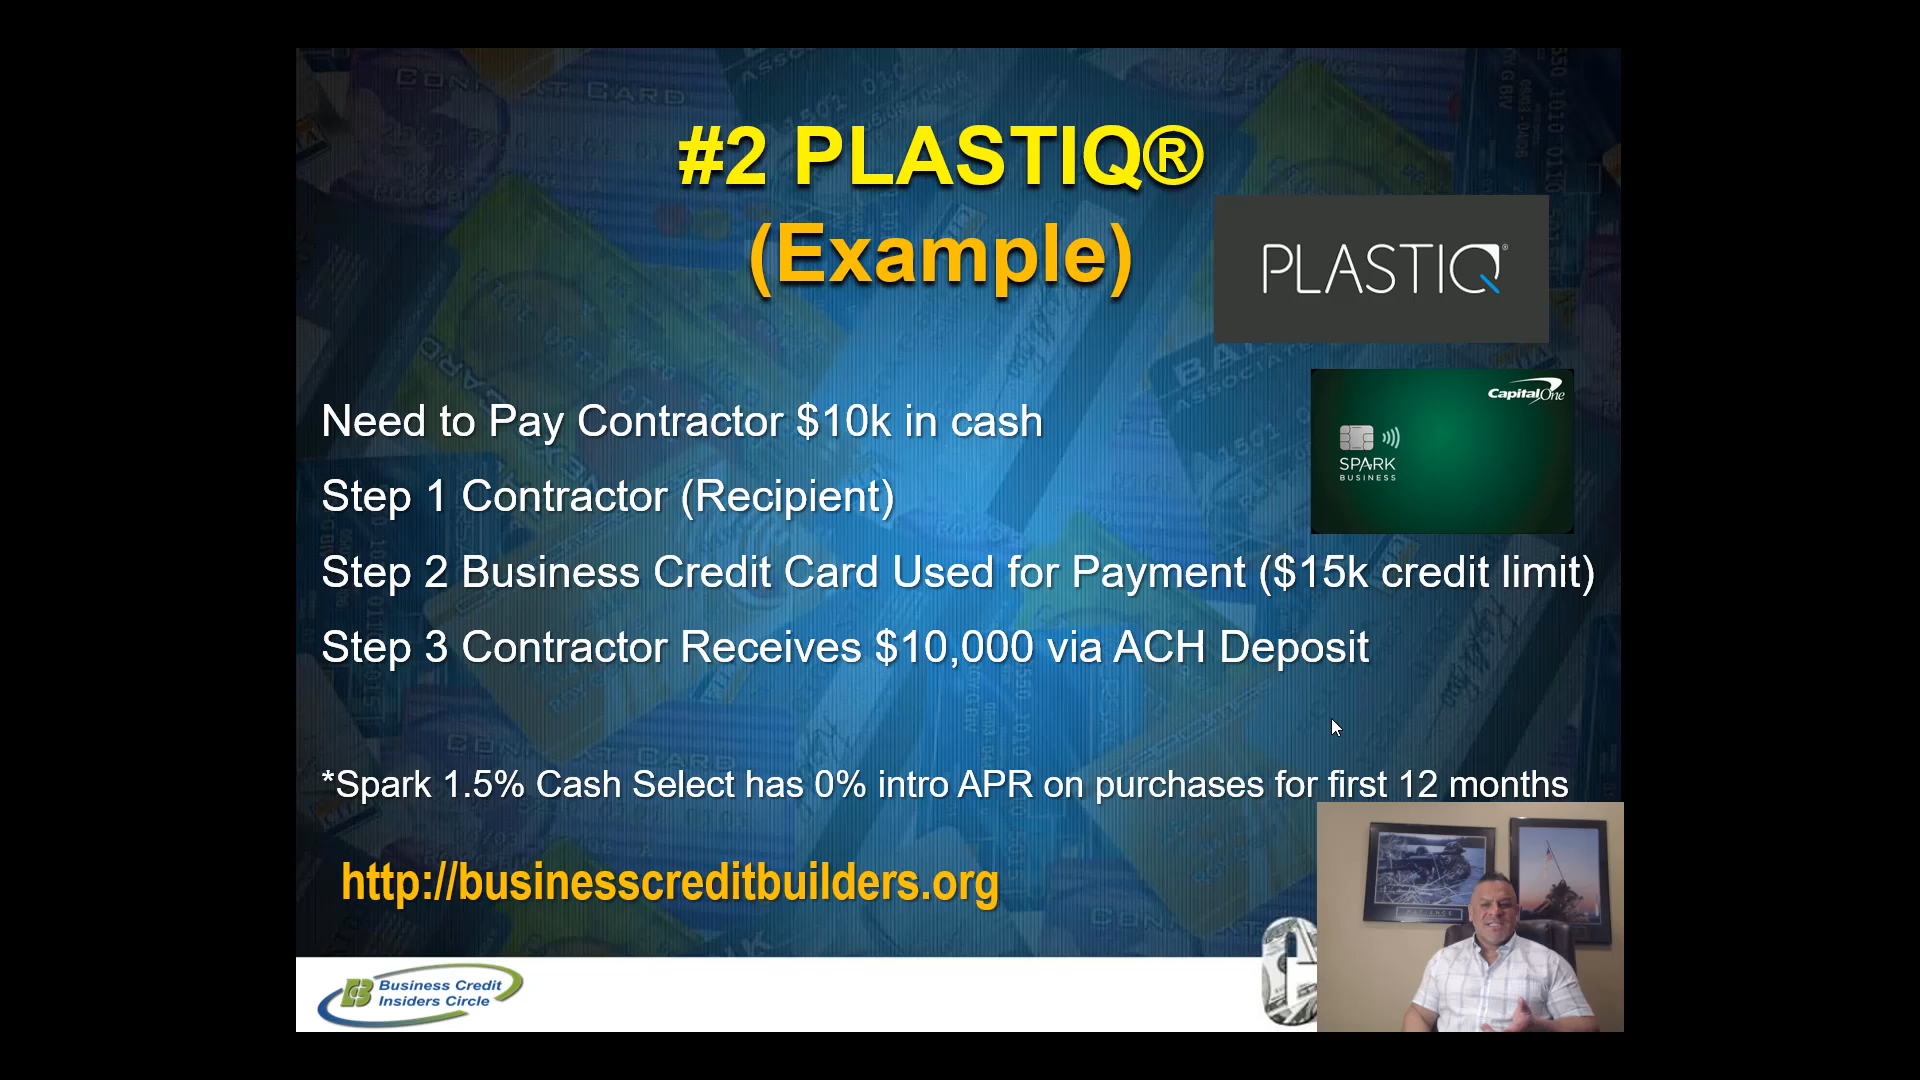 #2 PLASTIQ®
(Example)
PLASTIQ®
CapitalOne
SPARK
BUSINESS
Need to Pay Contractor $10k in cash
Step 1 Contractor (Recipient)
Step 2 Business Credit Card Used for Payment ($15k credit limit)
Step 3 Contractor Receives $10,000 via ACH Deposit
*Spark 1.5% Cash Select has 0% intro APR on purchases for first 12 months
http://businesscreditbuilders.org
Business Credit
Insiders Circle